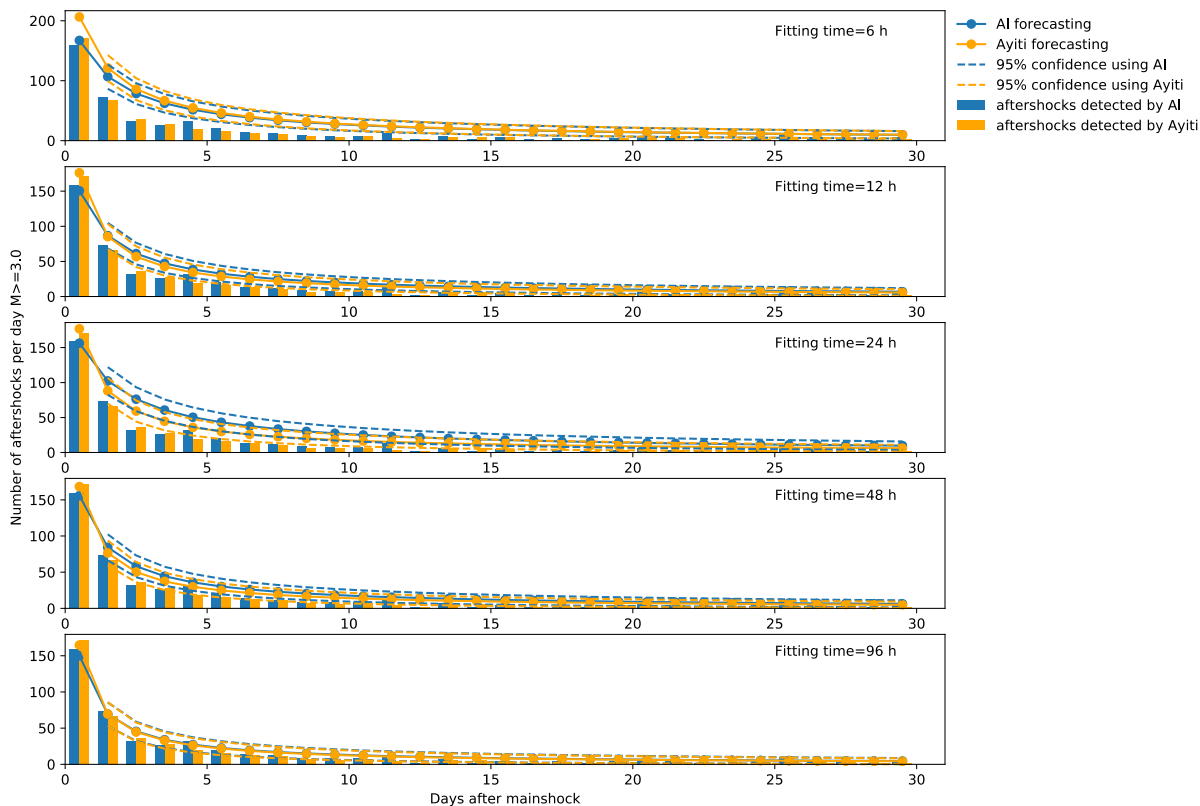 Number of aftershocks per day M>=3.0
200
100
0
Fitting time=6 h
0 5 10 15 20 25 30
AI forecasting
Ayiti forecasting
95% confidence using AI
95% confidence using Ayiti
aftershocks detected by AI
aftershocks detected by Ayiti
150
100
50
0
Fitting time=12 h
0 5 10 15 20 25 30
150
100
50
0
Fitting time=24 h
0 5 10 15 20 25 30
150
100
50
0
Fitting time=48 h
0 5 10 15 20 25 30
150
100
50
0
Fitting time=96 h
0 5 10 15 20 25 30
Days after mainshock